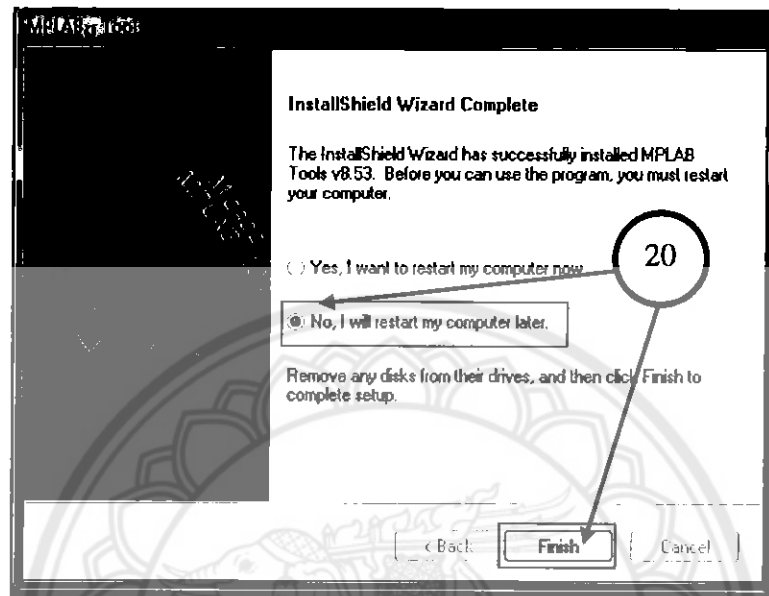 MPLAB Tools
InstallShield Wizard Complete
The InstallShield Wizard has successfully installed MPLAB
Tools v8.53. Before you can use the program, you must restart
your computer.
Yes, I want to restart my computer now.
20
No, I will restart my computer later.
Remove any disks from their drives, and then click Finish to
complete setup.
< Back
Finish
Cancel